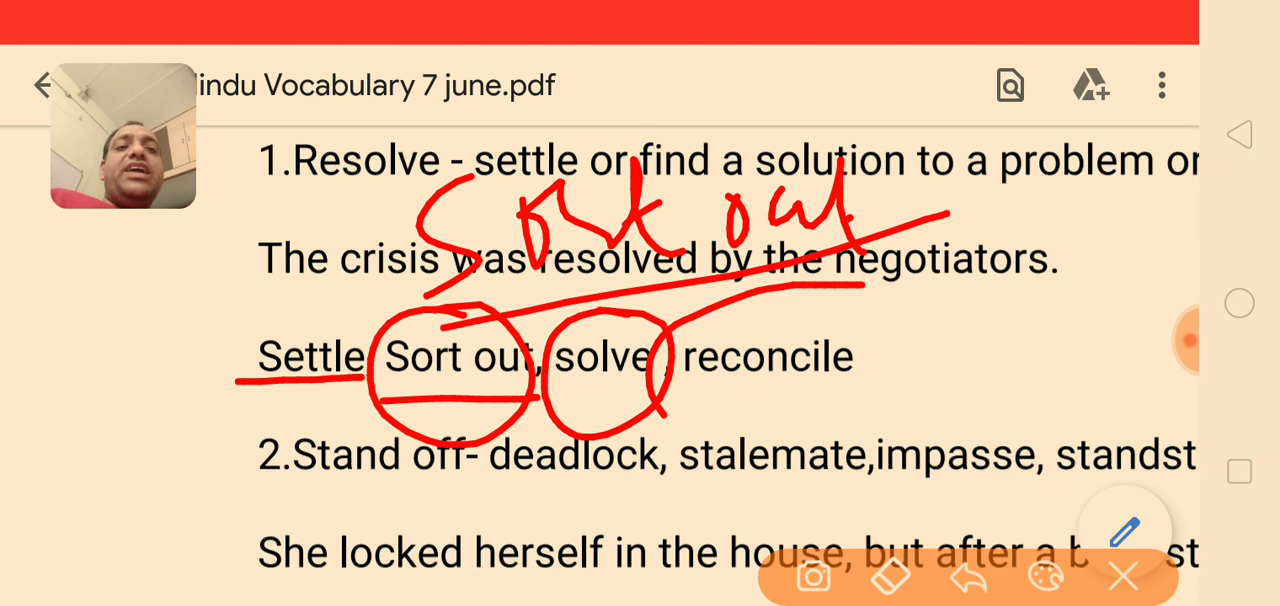 indu Vocabulary 7 june.pdf
1.Resolve - settle or find a solution to a problem or
Sort out
The crisis was resolved by the negotiators.
Settle Sort out, solve, reconcile
2.Stand off- deadlock, stalemate,impasse, standst
She locked herself in the house, but after a b st